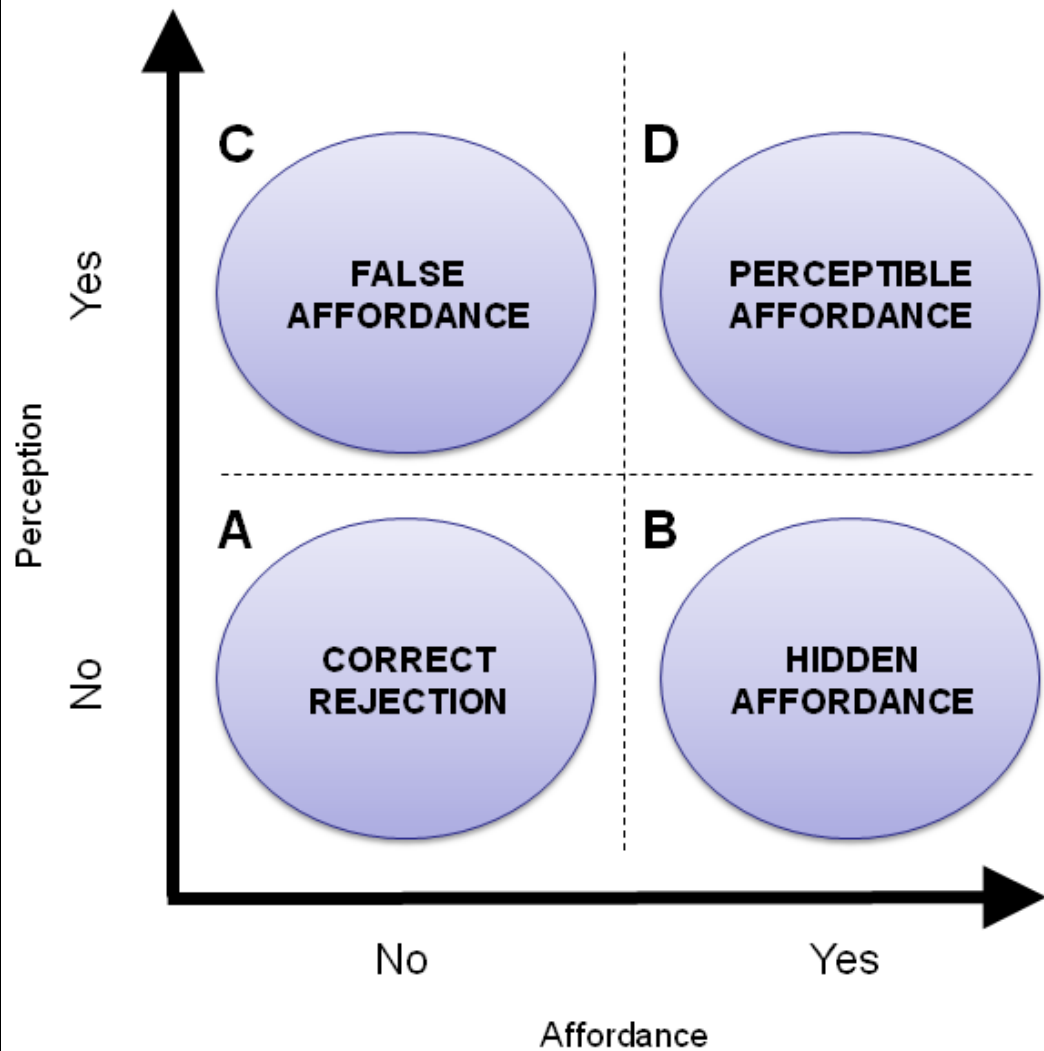 C
FALSE
AFFORDANCE
D
PERCEPTIBLE
AFFORDANCE
Yes
Perception
A
CORRECT
REJECTION
B
HIDDEN
AFFORDANCE
No
No
Yes
Affordance